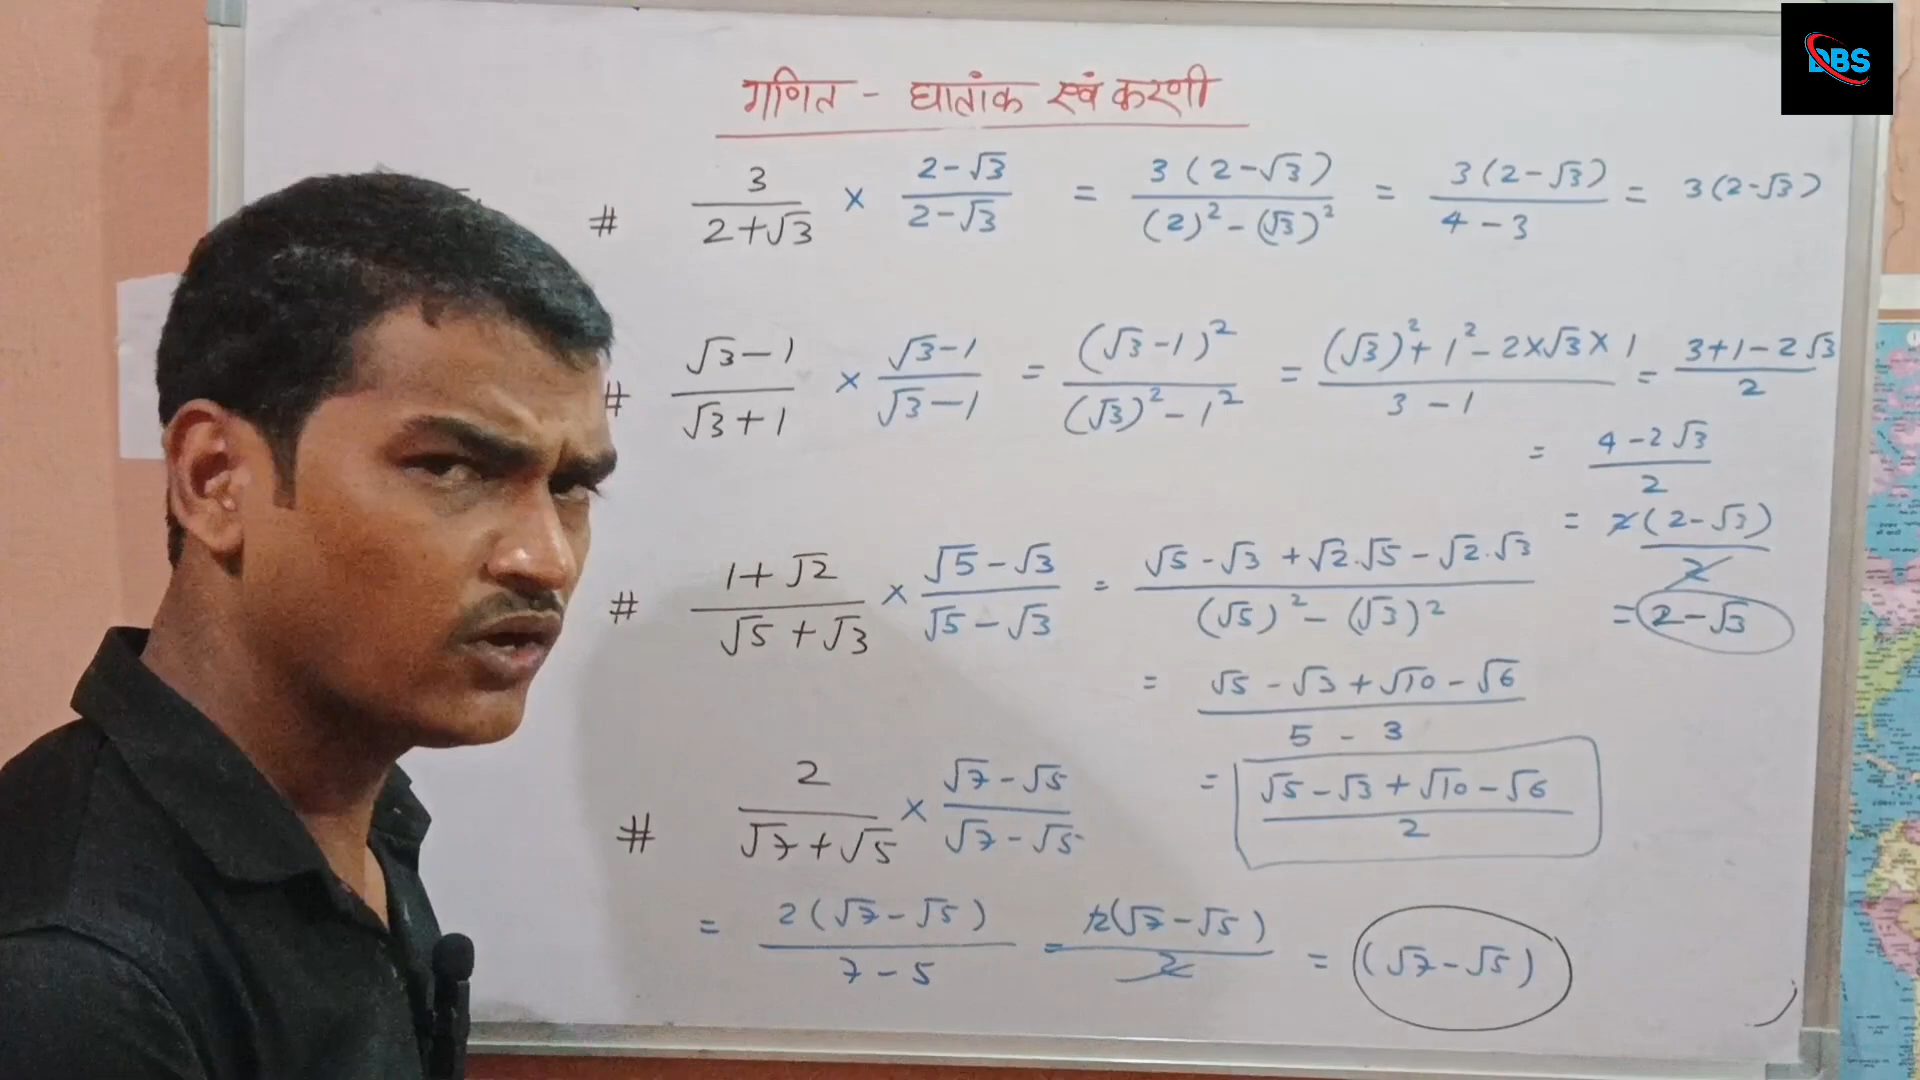 DBS
गणित - घातांक एवं करणी
# 3/(2+√3) × (2-√3)/(2-√3) = 3(2-√3)/((2)²-(√3)²) = 3(2-√3)/(4-3) = 3(2-√3)
# (√3-1)/(√3+1) × (√3-1)/(√3-1) = (√3-1)²/((√3)²-1²) = ((√3)²+1²-2×√3×1)/(3-1) = (3+1-2√3)/2
= (4-2√3)/2
= 2(2-√3)/2
= 2-√3
# (1+√2)/(√5+√3) × (√5-√3)/(√5-√3) = (√5-√3+√2.√5-√2.√3)/((√5)²-(√3)²)
= (√5-√3+√10-√6)/(5-3)
= (√5-√3+√10-√6)/2
# 2/(√7+√5) × (√7-√5)/(√7-√5)
= 2(√7-√5)/(7-5) = 2(√7-√5)/2 = (√7-√5)